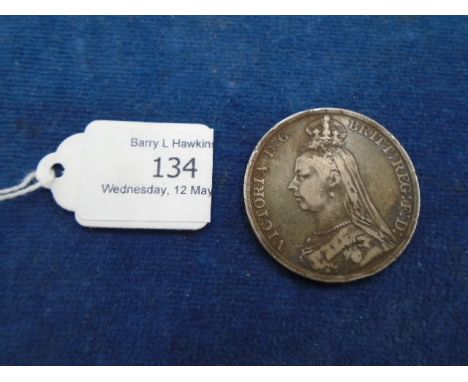 Barry L Hawkins
134
Wednesday, 12 May
VICTORIA D.G. BRITT.REG.F.D.